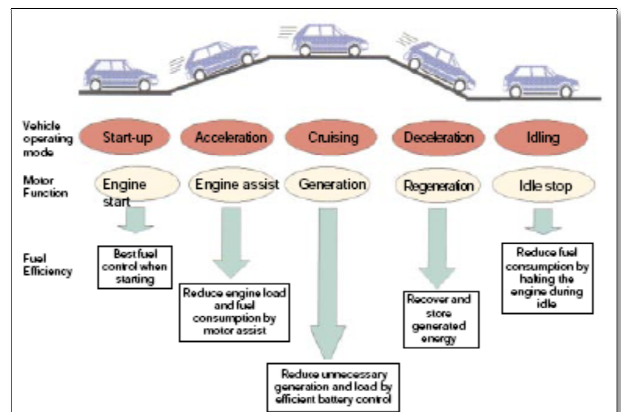 Vehicle
operating
mode
Start-up
Acceleration
Cruising
Deceleration
Idling
Motor
Function
Engine
start
Engine assist
Generation
Regeneration
Idle stop
Fuel
Efficiency
Best fuel
control when
starting
Reduce engine load
and fuel
consumption by
motor assist
Reduce unnecessary
generation and load by
efficient battery control
Recover and
store
generated
energy
Reduce fuel
consumption by
halting the
engine during
idle